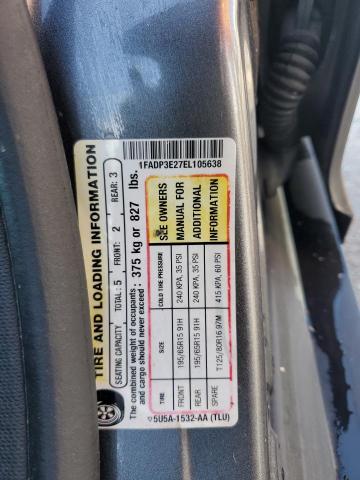 1FADP3E27EL105638
TIRE AND LOADING INFORMATION
SEATING CAPACITY TOTAL: 5 FRONT: 2 REAR: 3
The combined weight of occupants and cargo should never exceed: 375 kg or 827 lbs.
TIRE SIZE COLD TIRE PRESSURE
FRONT 195/65R15 91H 240 KPA, 35 PSI
REAR 195/65R15 91H 240 KPA, 35 PSI
SPARE T125/80R16 97M 415 KPA, 60 PSI
SEE OWNERS
MANUAL FOR
ADDITIONAL
INFORMATION
5U5A-1532-AA (TLU)